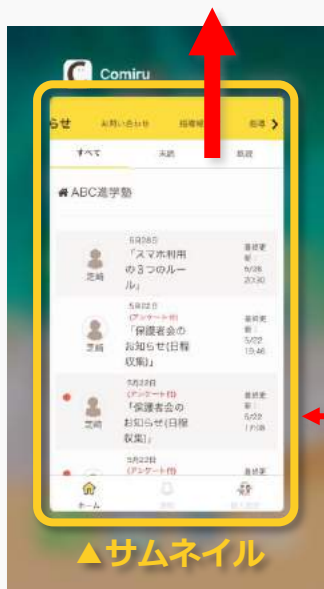 Comiru
らせ お問い合わせ 指導報 指導
すべて 未読 既読
ABC進学塾
5月28日
「スマホ利用
の3つのルー
ル」
芝崎
最終更
新：
5/28
20:30
5月22日
(アンケート付)
「保護者会の
お知らせ(日程
収集)」
芝崎
最終更
新：
5/22
19:46
5月22日
(アンケート付)
「保護者会の
お知らせ(日程
収集)」
芝崎
最終更
新：
5/22
5月22日
(アンケート付)
最終更
ホーム
▲サムネイル